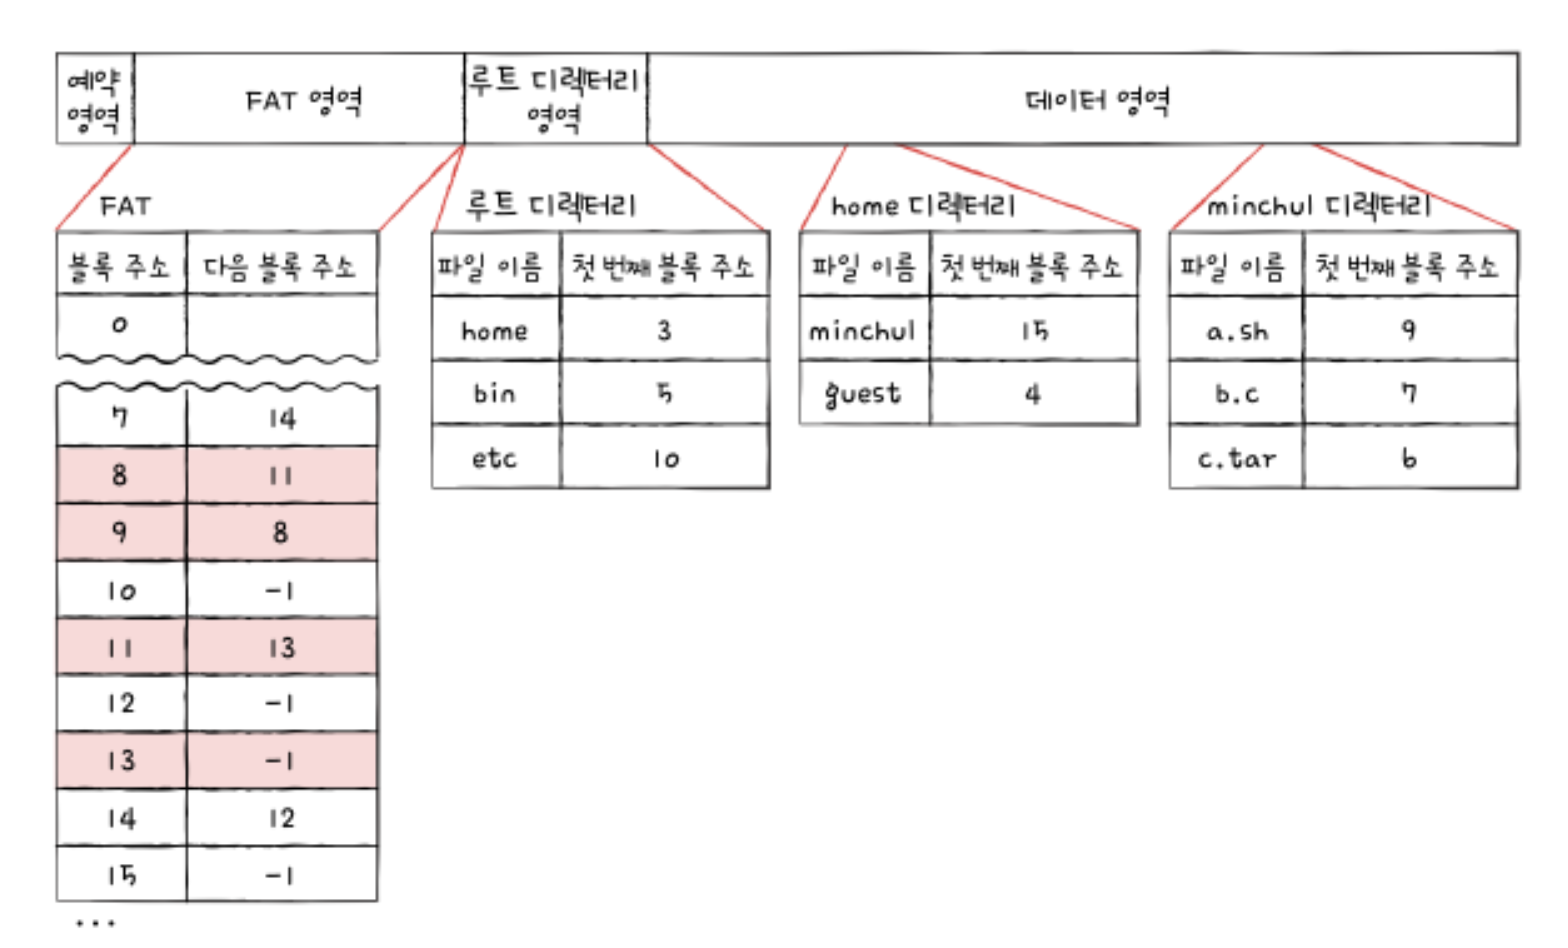 예약
영역
FAT 영역
루트 디렉터리
영역
데이터 영역
FAT
블록 주소 다음 블록 주소
0
7 14
8 11
9 8
10 -1
11 13
12 -1
13 -1
14 12
15 -1
...
루트 디렉터리
파일 이름 첫 번째 블록 주소
home 3
bin 5
etc 10
home 디렉터리
파일 이름 첫 번째 블록 주소
minchul 15
guest 4
minchul 디렉터리
파일 이름 첫 번째 블록 주소
a.sh 9
b.c 7
c.tar 6